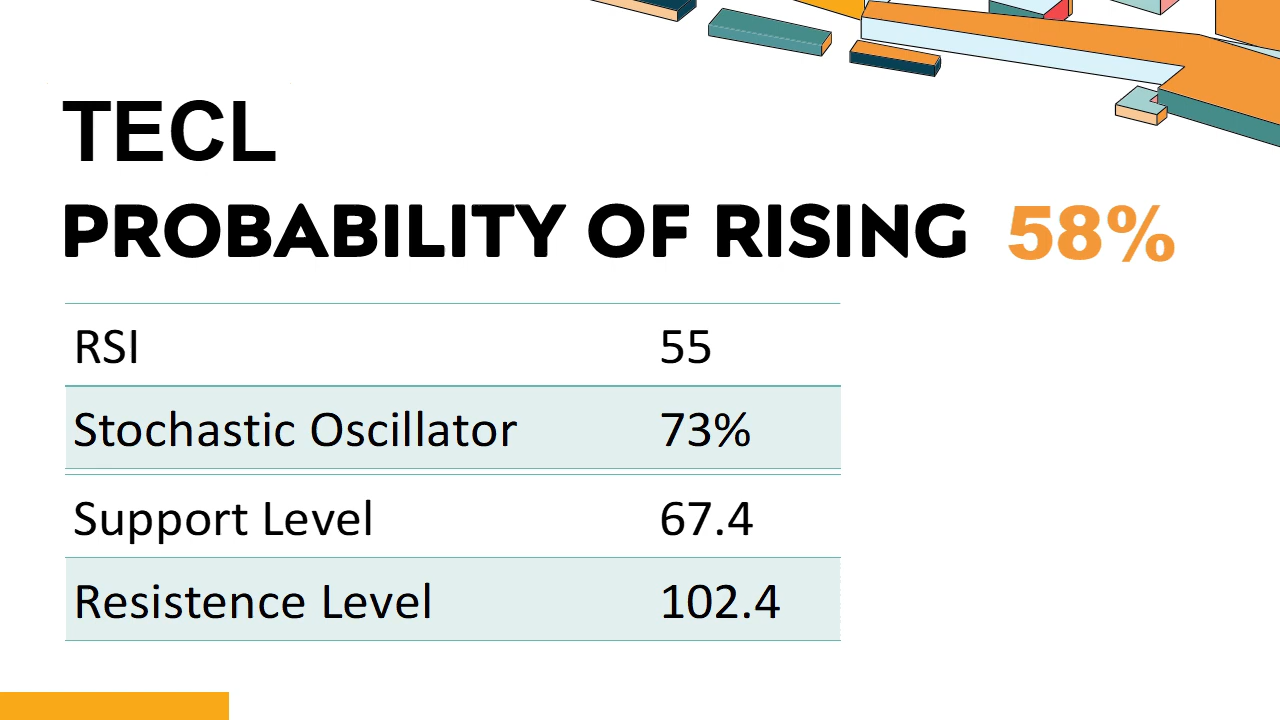 TECL
PROBABILITY OF RISING 58%
RSI 55
Stochastic Oscillator 73%
Support Level 67.4
Resistence Level 102.4